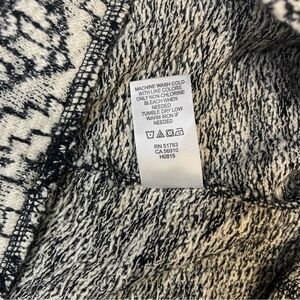 MACHINE WASH COLD
WITH LIKE COLORS
ONLY NON-CHLORINE
BLEACH WHEN
NEEDED
TUMBLE DRY LOW
WARM IRON IF
NEEDED
RN 51783
CA 56910
H0815